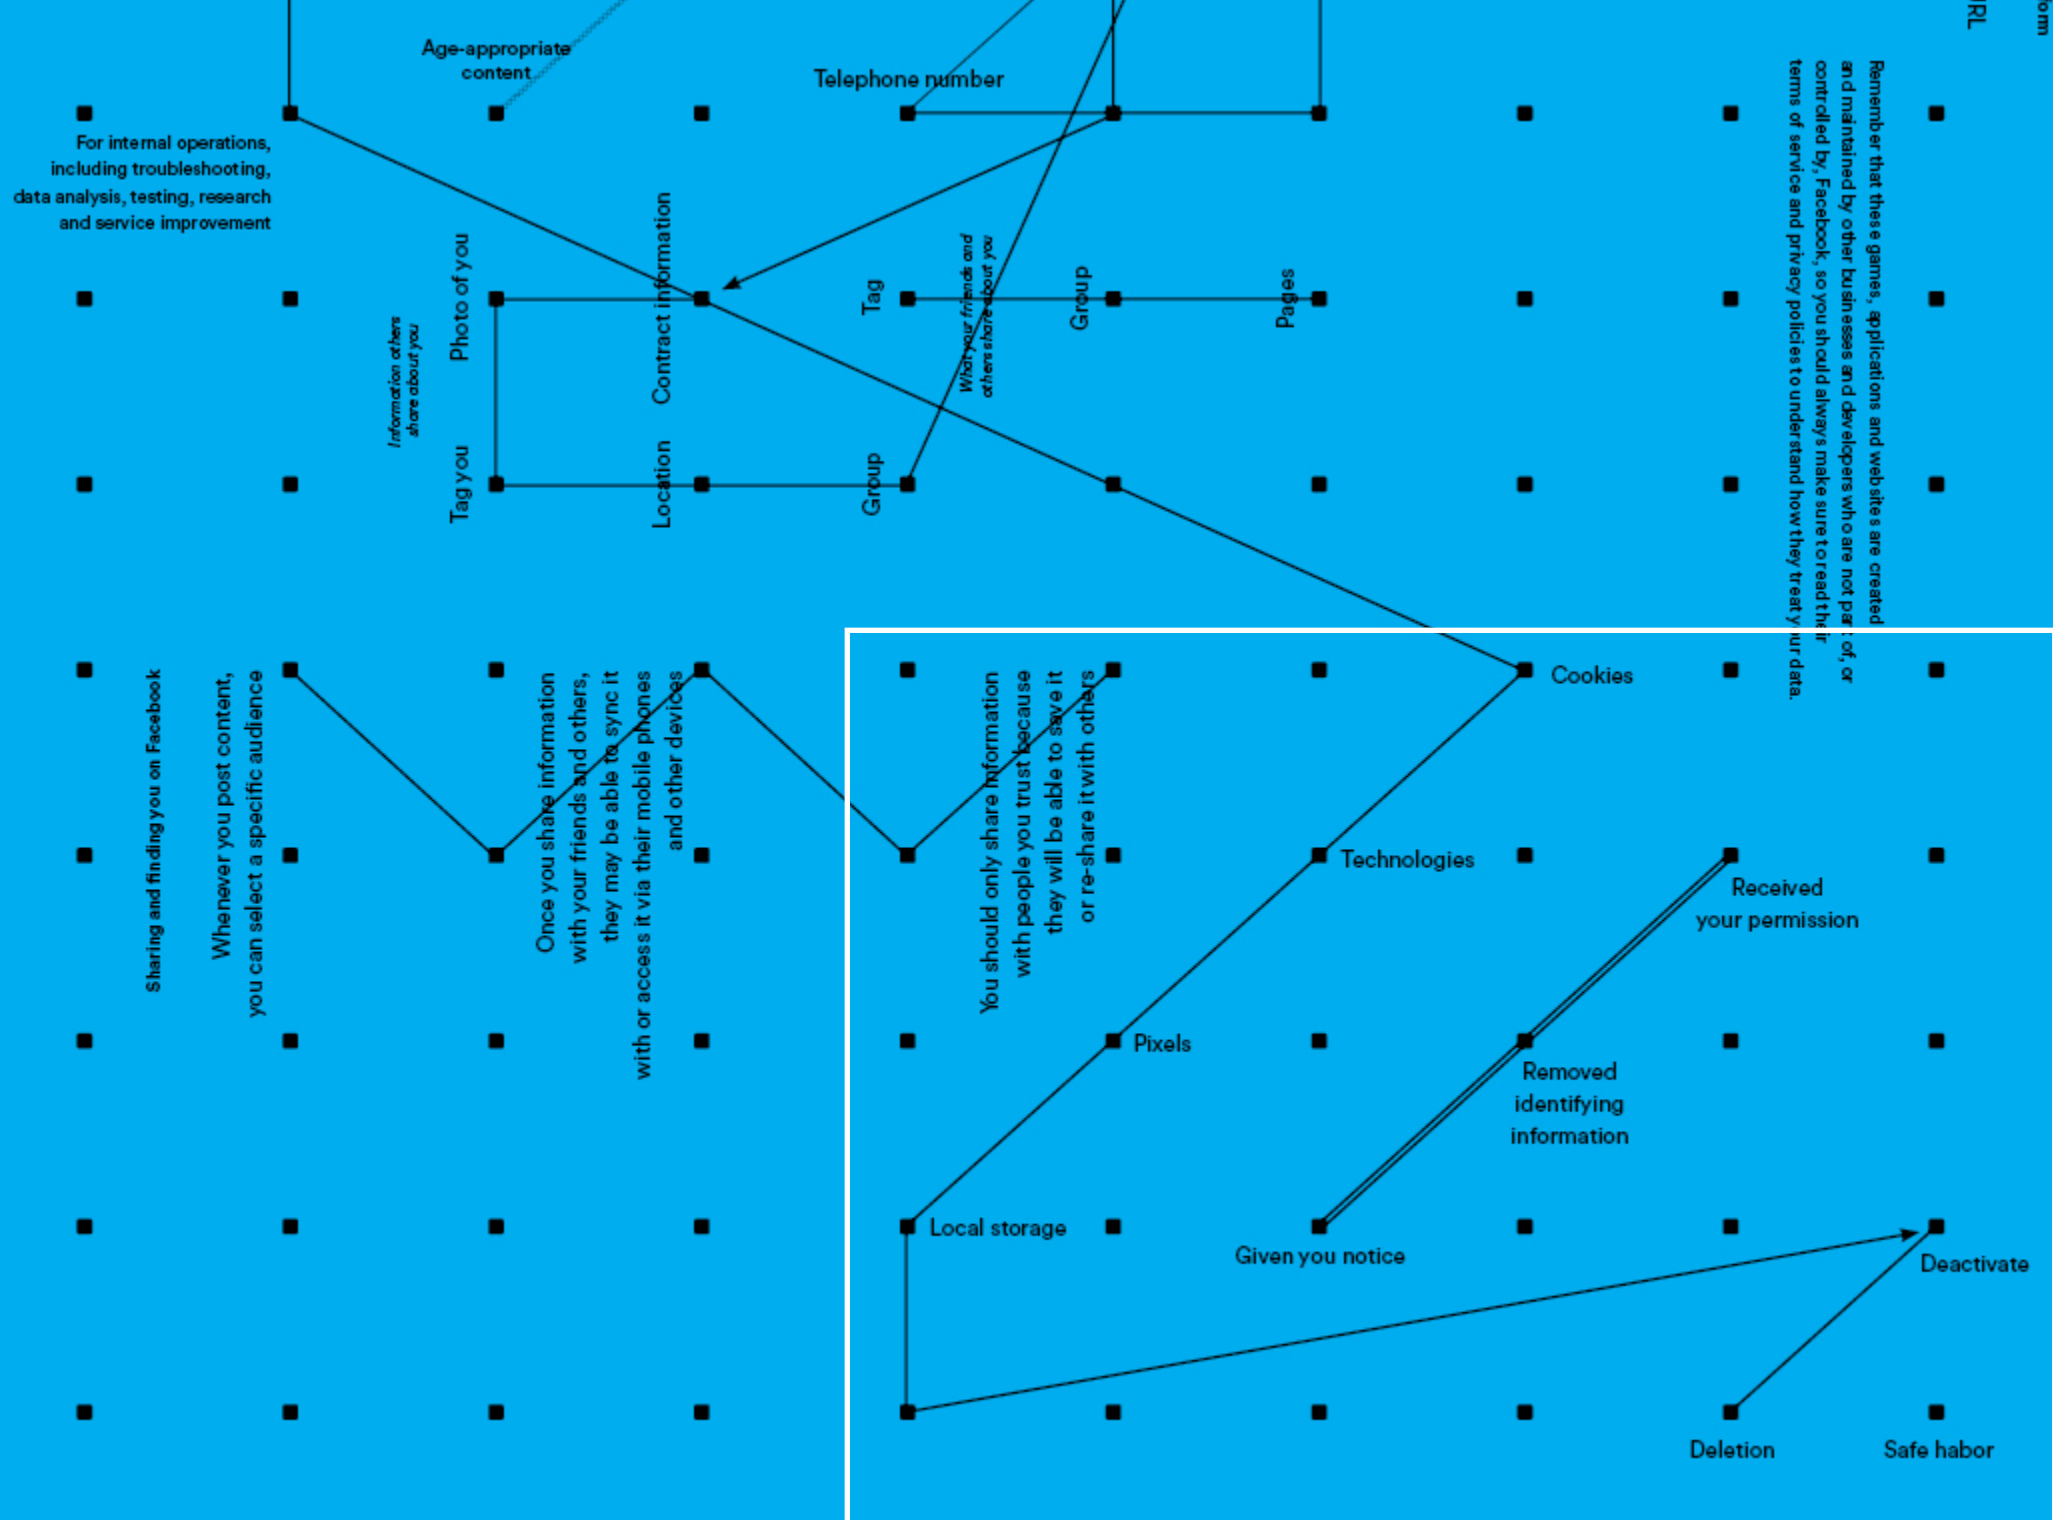 Age-appropriate
content
Telephone number
For internal operations,
including troubleshooting,
data analysis, testing, research
and service improvement
Photo of you
Contract information
Tag
What your friends and
others share about you
Group
Pages
Information others
share about you
Tag you
Location
Group
Remember that these games, applications and websites are created
and maintained by other businesses and developers who are not part of, or
controlled by, Facebook, so you should always make sure to read their
terms of service and privacy policies to understand how they treat your data.
Sharing and finding you on Facebook
Whenever you post content,
you can select a specific audience
Once you share information
with your friends and others,
they may be able to sync it
with or access it via their mobile phones
and other devices
You should only share information
with people you trust because
they will be able to save it
or re-share it with others
Cookies
Technologies
Received
your permission
Pixels
Removed
identifying
information
Local storage
Given you notice
Deactivate
Deletion
Safe habor